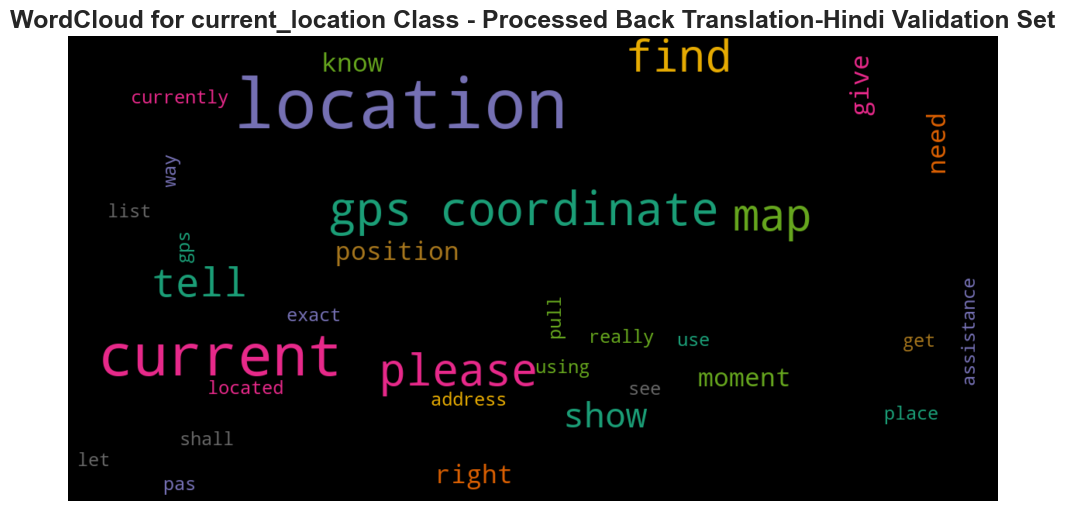 WordCloud for current_location Class - Processed Back Translation-Hindi Validation Set
find
know
give
location
currently
need
way
gps coordinate
map
list
gps
position
tell
assistance
exact
pull
really
use
get
current
please
using
moment
located
see
address
show
place
shall
let
right
pas